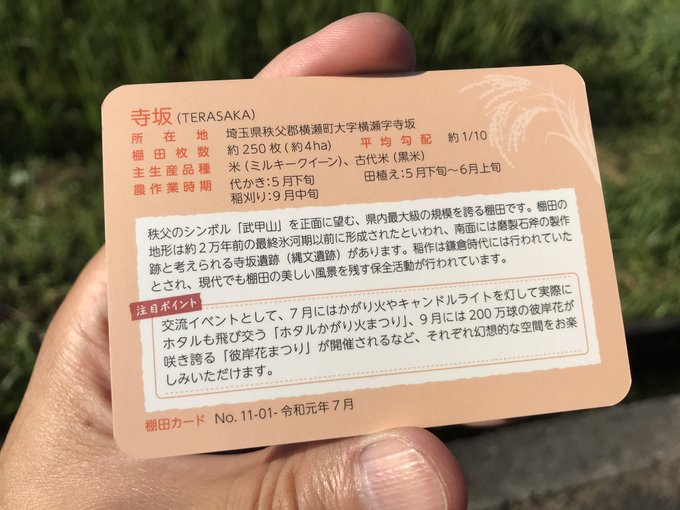 寺坂 (TERASAKA)
所在地 埼玉県秩父郡横瀬町大字横瀬字寺坂
棚田枚数 約250枚(約4ha) 平均勾配 約1/10
主生産品種 米(ミルキークイーン)、古代米(黒米)
農作業時期 代かき:5月下旬 田植え:5月下旬〜6月上旬
稲刈り:9月中旬
秩父のシンボル「武甲山」を正面に望む、県内最大級の規模を誇る棚田です。棚田の
地形は約2万年前の最終氷河期以前に形成されたといわれ、南面には磨製石斧の製作
跡と考えられる寺坂遺跡(縄文遺跡)があります。稲作は鎌倉時代には行われていた
とされ、現代でも棚田の美しい風景を残す保全活動が行われています。
注目ポイント
交流イベントとして、7月にはかがり火やキャンドルライトを灯して実際に
ホタルも飛び交う「ホタルかがり火まつり」、9月には200万球の彼岸花が
咲き誇る「彼岸花まつり」が開催されるなど、それぞれ幻想的な空間をお楽
しみいただけます。
棚田カード No. 11-01- 令和元年7月